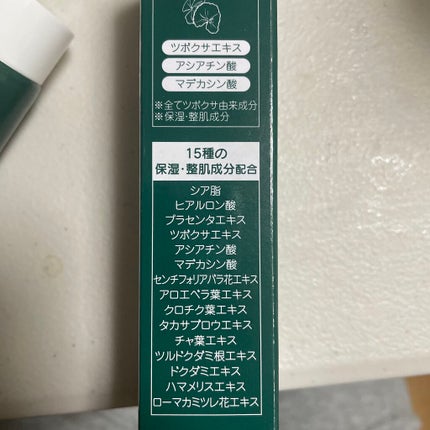 ツボクサエキス
アシアチン酸
マデカシン酸
※全てツボクサ由来成分
※保湿・整肌成分
15種の
保湿・整肌成分配合
シア脂
ヒアルロン酸
プラセンタエキス
ツボクサエキス
アシアチン酸
マデカシン酸
センチフォリアバラ花エキス
アロエベラ葉エキス
クロチク葉エキス
タカサブロウエキス
チャ葉エキス
ツルドクダミ根エキス
ドクダミエキス
ハマメリスエキス
ローマカミツレ花エキス